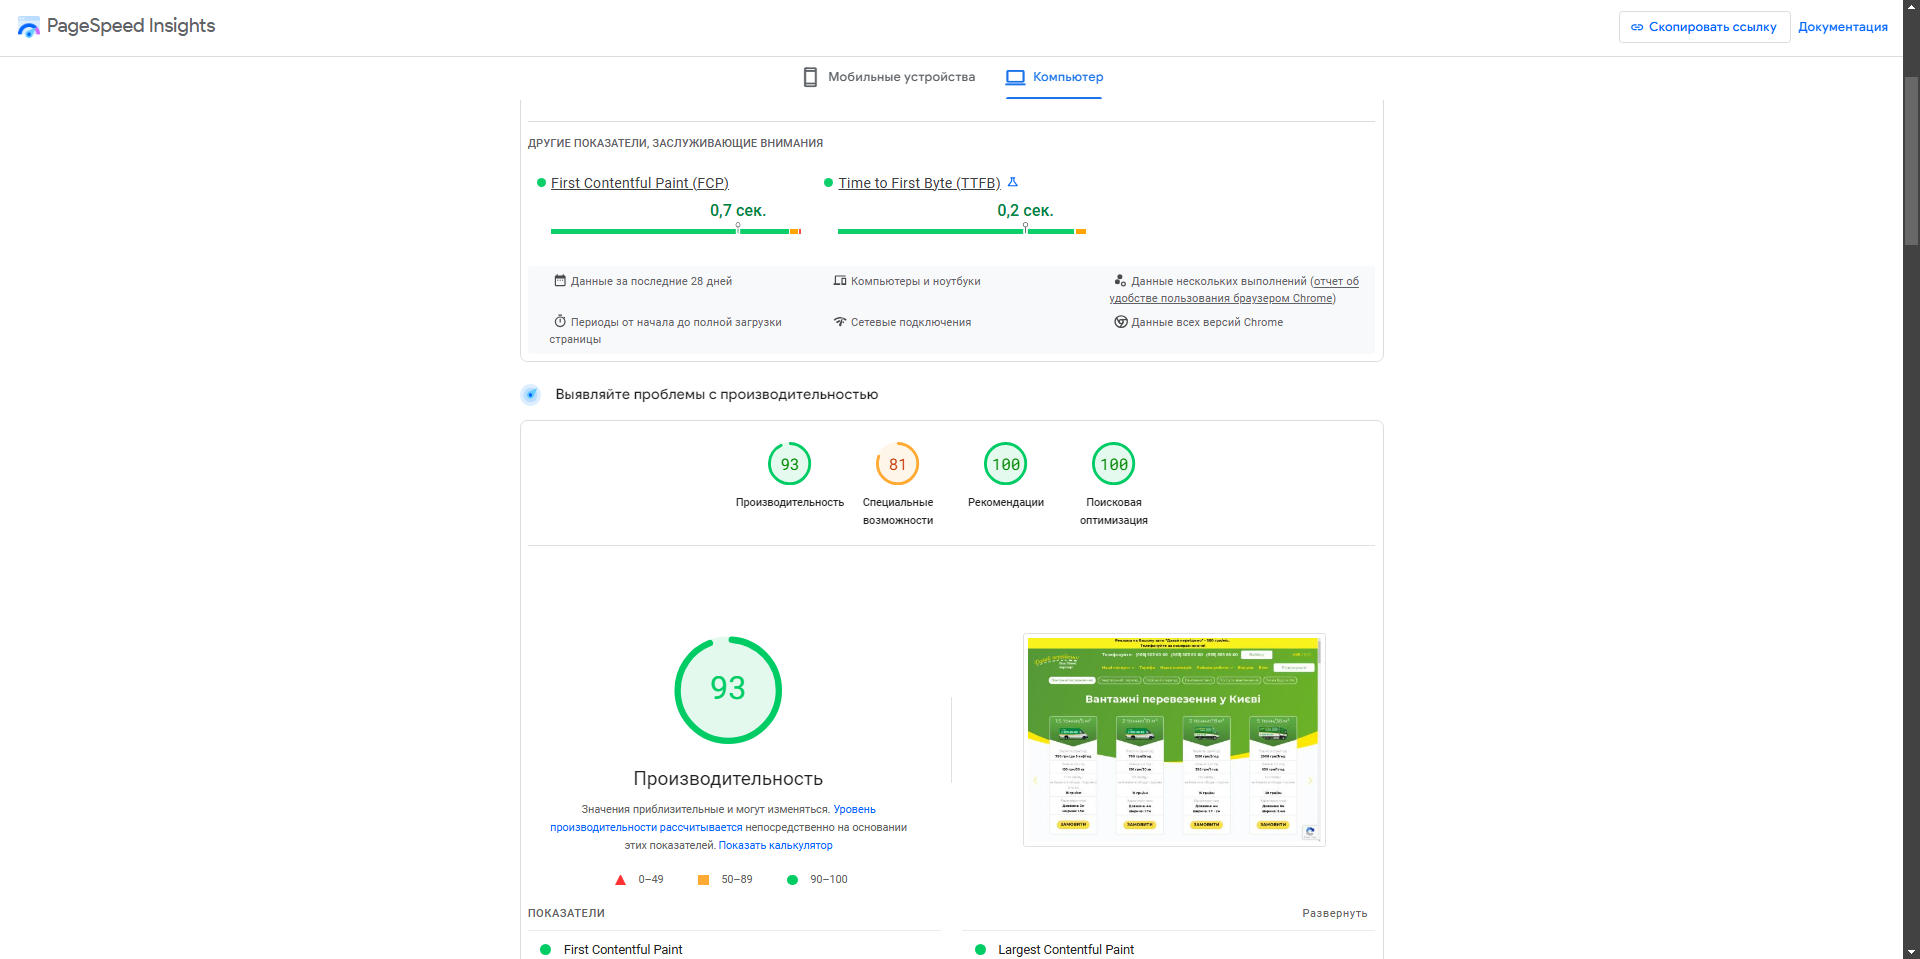 PageSpeed Insights
Скопировать ссылку
Документация
Мобильные устройства
Компьютер
ДРУГИЕ ПОКАЗАТЕЛИ, ЗАСЛУЖИВАЮЩИЕ ВНИМАНИЯ
First Contentful Paint (FCP)
0,7 сек.
Time to First Byte (TTFB)
0,2 сек.
Данные за последние 28 дней
Компьютеры и ноутбуки
Данные нескольких выполнений (отчет об
удобстве пользования браузером Chrome)
Периоды от начала до полной загрузки
страницы
Сетевые подключения
Данные всех версий Chrome
Выявляйте проблемы с производительностью
93
Производительность
81
Специальные
возможности
100
Рекомендации
100
Поисковая
оптимизация
93
Производительность
Значения приблизительные и могут изменяться. Уровень
производительности рассчитывается непосредственно на основании
этих показателей. Показать калькулятор
0–49
50–89
90–100
Вантажні перевезення у Києві
ЗАМОВИТИ
ЗАМОВИТИ
ЗАМОВИТИ
ЗАМОВИТИ
ПОКАЗАТЕЛИ
Развернуть
First Contentful Paint
Largest Contentful Paint